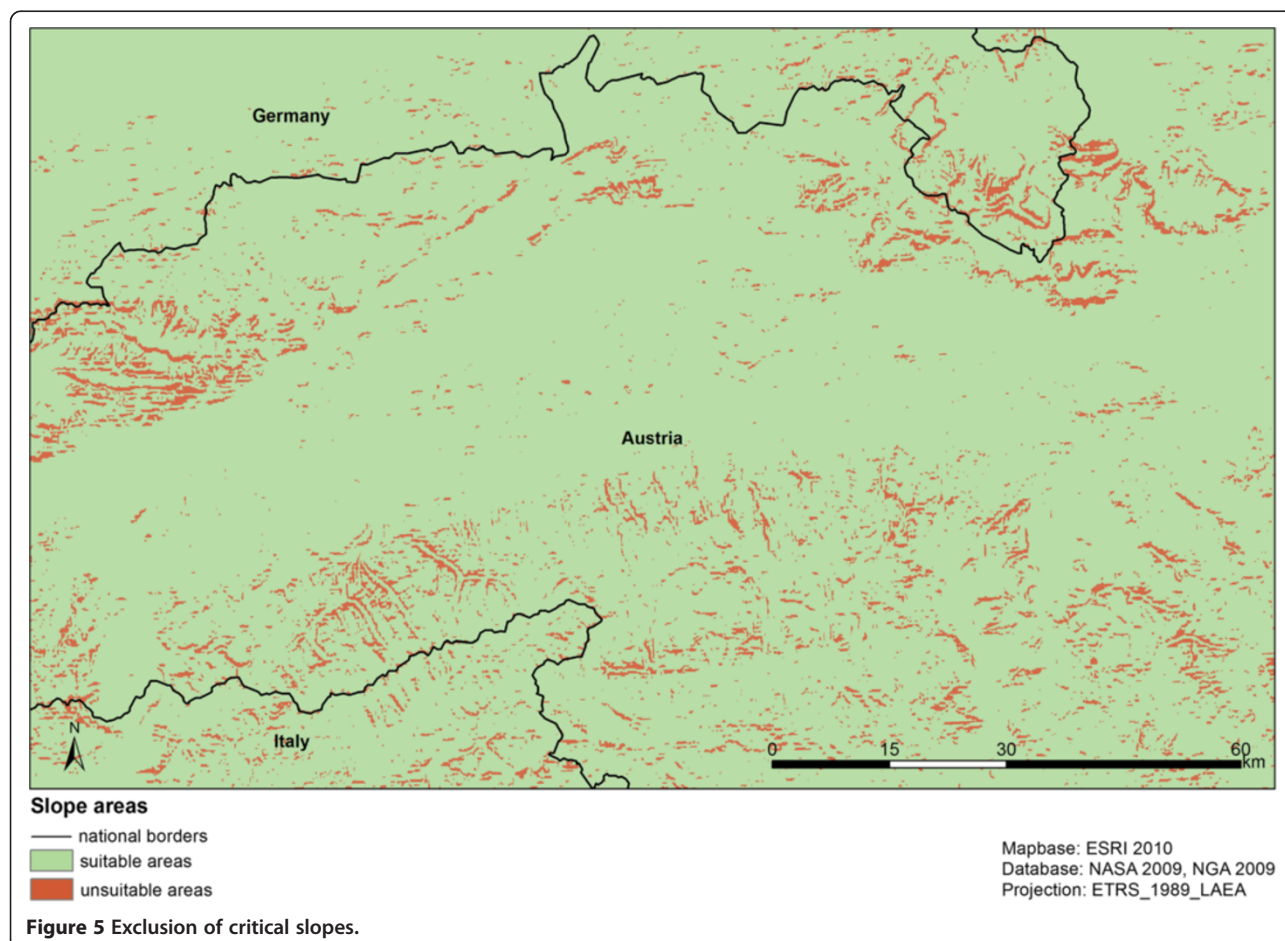 Germany
Austria
N
Italy
0 15 30 60
km
Slope areas
national borders
suitable areas
unsuitable areas
Mapbase: ESRI 2010
Database: NASA 2009, NGA 2009
Projection: ETRS_1989_LAEA
Figure 5 Exclusion of critical slopes.